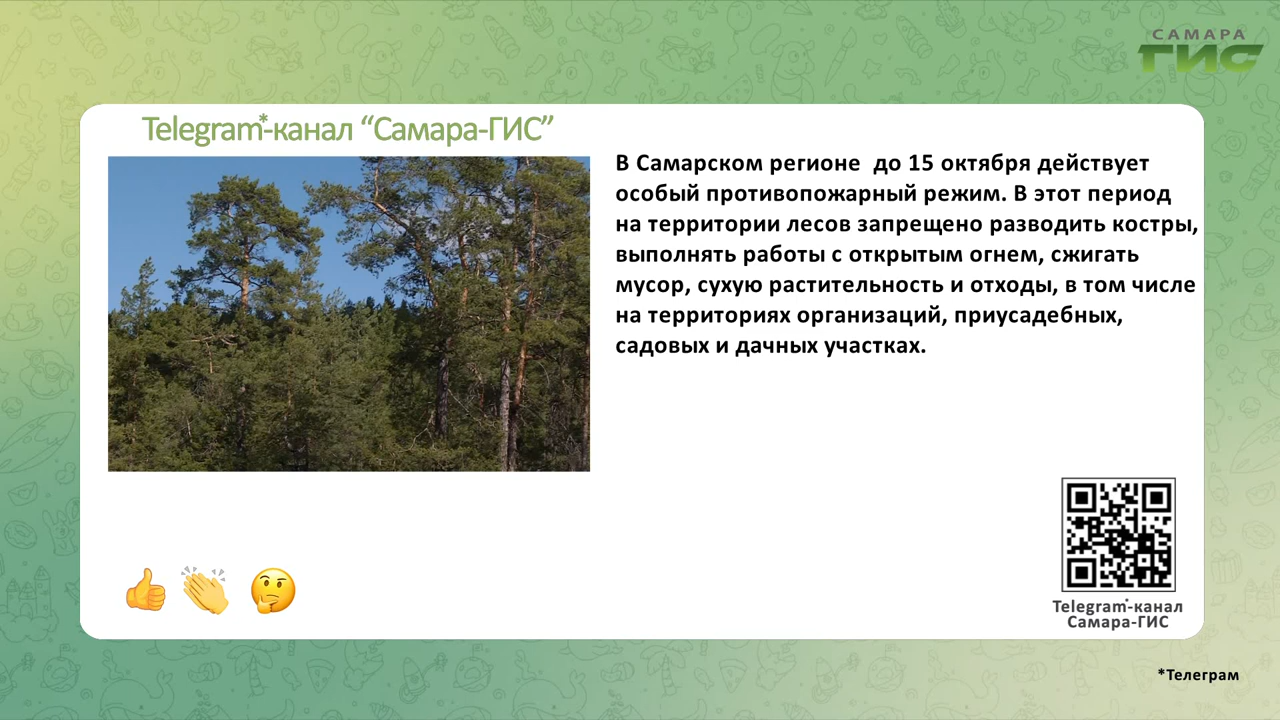 САМАРА
ГИС
Telegram*-канал “Самара-ГИС”
В Самарском регионе  до 15 октября действует
особый противопожарный режим. В этот период
на территории лесов запрещено разводить костры,
выполнять работы с открытым огнем, сжигать
мусор, сухую растительность и отходы, в том числе
на территориях организаций, приусадебных,
садовых и дачных участках.
Telegram*-канал
Самара-ГИС
*Телеграм